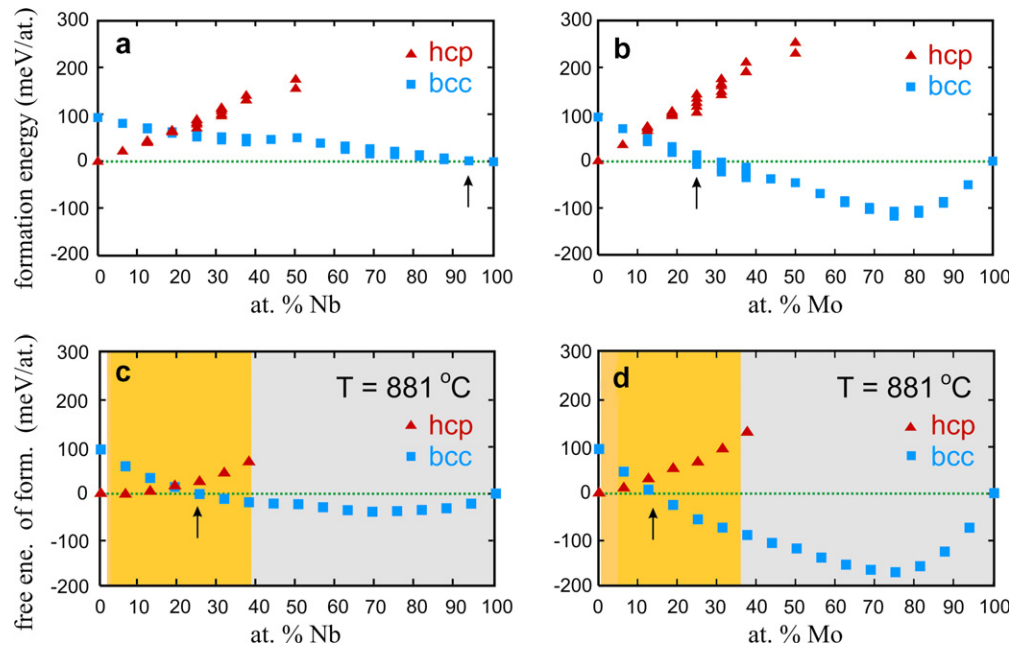 formation energy (meV/at.)
300
200
100
0
-100
-200
a
hcp
bcc
0 10 20 30 40 50 60 70 80 90 100
at. % Nb
300
200
100
0
-100
-200
b
hcp
bcc
0 10 20 30 40 50 60 70 80 90 100
at. % Mo
free ene. of form. (meV/at.)
300
200
100
0
-100
-200
c
T = 881 °C
hcp
bcc
0 10 20 30 40 50 60 70 80 90 100
at. % Nb
300
200
100
0
-100
-200
d
T = 881 °C
hcp
bcc
0 10 20 30 40 50 60 70 80 90 100
at. % Mo